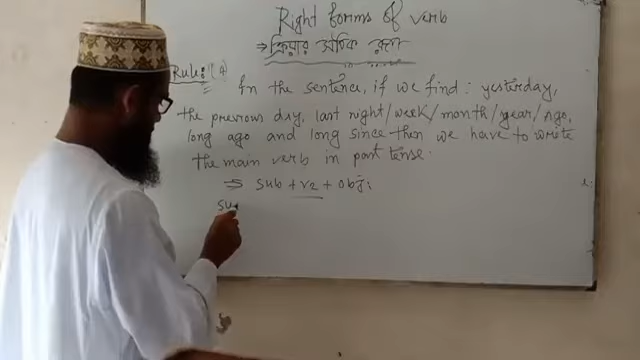 Right forms of verb
→ ক্রিয়ার সঠিক রূপ
Rule: (4) In the sentence, if we find: yesterday,
the previous day, last night/week/month/year/Ago,
long ago and long since then we have to write
the main verb in past tense.
⇒ sub + v2 + obj:
su